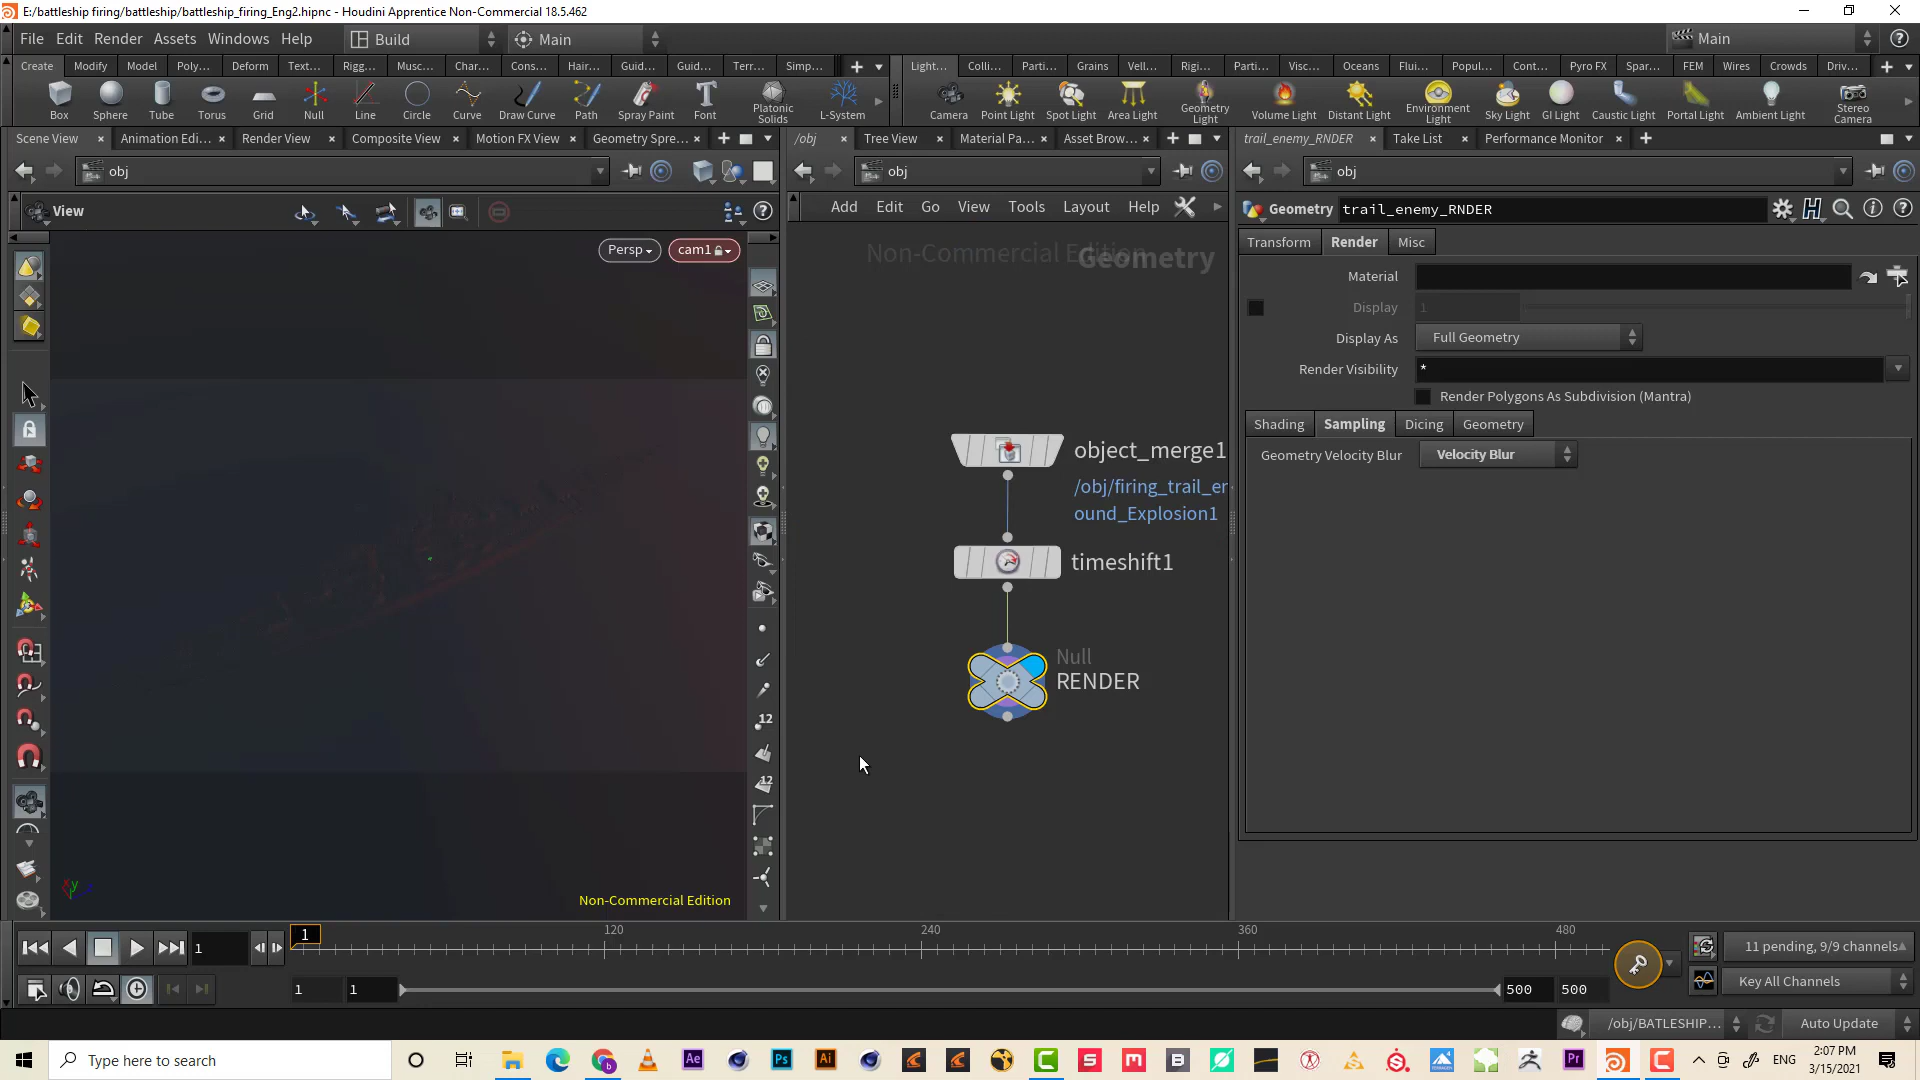 E:/battleship firing/battleship/battleship_firing_Eng2.hipnc - Houdini Apprentice Non-Commercial 18.5.462
File Edit Render Assets Windows Help Build Main Main
Create Modify Model Poly... Deform Text... Rigg... Musc... Char... Cons... Hair... Guid... Guid... Terr... Simp... Light... Colli... Parti... Grains Vell... Rigi... Parti... Visc... Oceans Flui... Popul... Cont... Pyro FX Spar... FEM Wires Crowds Driv...
Box Sphere Tube Torus Grid Null Line Circle Curve Draw Curve Path Spray Paint Font Platonic Solids L-System Camera Point Light Spot Light Area Light Geometry Light Volume Light Distant Light Environment Light Sky Light GI Light Caustic Light Portal Light Ambient Light Stereo Camera
Scene View Animation Edi... Render View Composite View Motion FX View Geometry Spre... /obj Tree View Material Pa... Asset Brow... trail_enemy_RNDER Take List Performance Monitor
obj obj obj
View Add Edit Go View Tools Layout Help Geometry trail_enemy_RNDER
Persp cam1 Non-Commercial Edition Geometry Transform Render Misc
Material
Display 1
Display As Full Geometry
Render Visibility *
Render Polygons As Subdivision (Mantra)
Shading Sampling Dicing Geometry
Geometry Velocity Blur Velocity Blur
object_merge1
/obj/firing_trail_er
ound_Explosion1
timeshift1
Null
RENDER
12
12
Non-Commercial Edition
1 1 120 240 360 480 11 pending, 9/9 channels
1 1 500 500 Key All Channels
/obj/BATLESHIP... Auto Update
Type here to search ENG 2:07 PM
3/15/2021